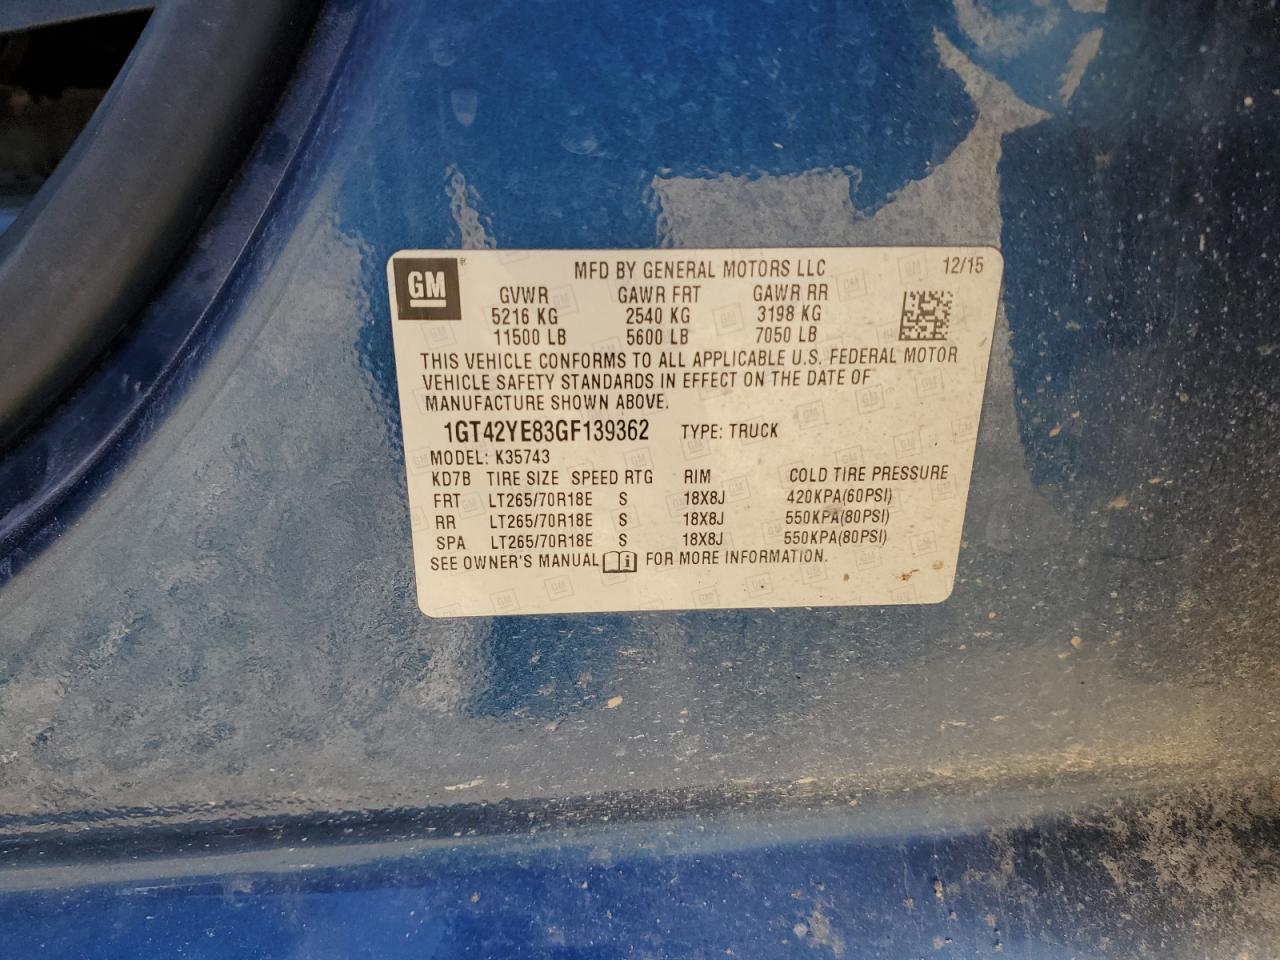 GM ® MFD BY GENERAL MOTORS LLC 12/15
GVWR GAWR FRT GAWR RR
5216 KG 2540 KG 3198 KG
11500 LB 5600 LB 7050 LB
THIS VEHICLE CONFORMS TO ALL APPLICABLE U.S. FEDERAL MOTOR
VEHICLE SAFETY STANDARDS IN EFFECT ON THE DATE OF
MANUFACTURE SHOWN ABOVE.
1GT42YE83GF139362 TYPE: TRUCK
MODEL: K35743
KD7B TIRE SIZE SPEED RTG RIM COLD TIRE PRESSURE
FRT LT265/70R18E S 18X8J 420KPA(60PSI)
RR LT265/70R18E S 18X8J 550KPA(80PSI)
SPA LT265/70R18E S 18X8J 550KPA(80PSI)
SEE OWNER'S MANUAL i FOR MORE INFORMATION.